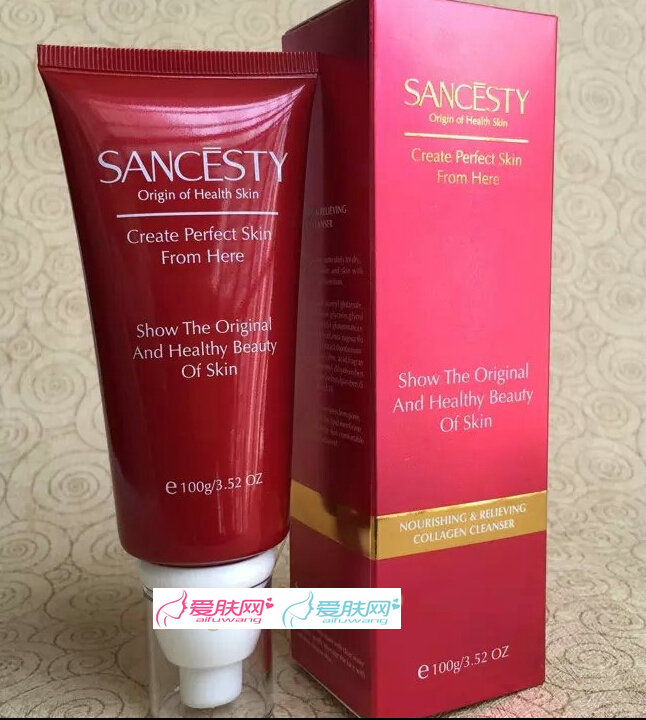 SANCĒSTY
Origin of Health Skin
Create Perfect Skin
From Here
Show The Original
And Healthy Beauty
Of Skin
℮100g/3.52 OZ
SANCĒSTY
Origin of Health Skin
Create Perfect Skin
From Here
Show The Original
And Healthy Beauty
Of Skin
NOURISHING & RELIEVING
COLLAGEN CLEANSER
℮100g/3.52 OZ
& RELIEVING
CLEANSER
爱肤网 爱肤网
aifuwang aifuwang